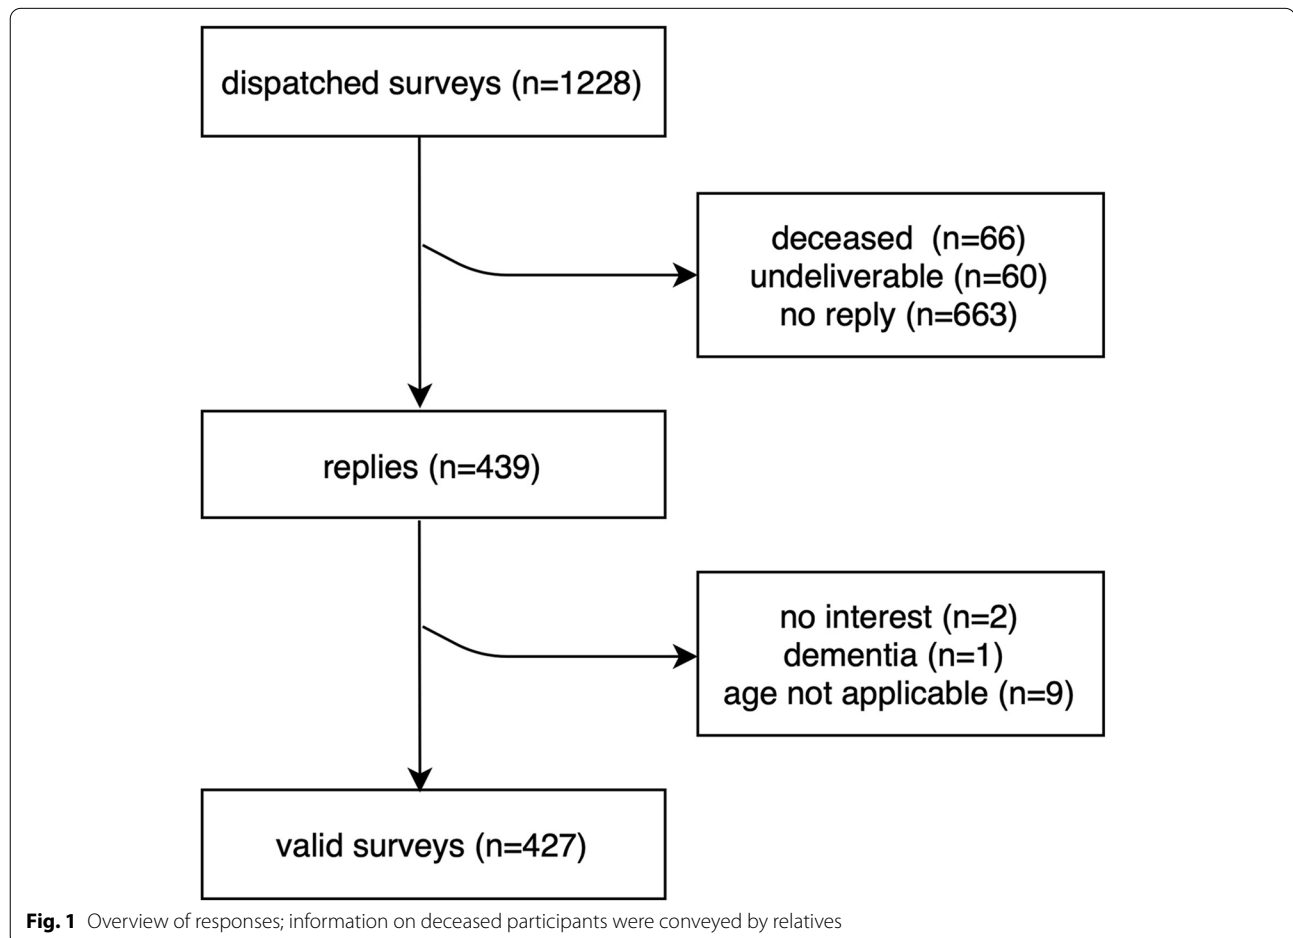 dispatched surveys (n=1228)
deceased (n=66)
undeliverable (n=60)
no reply (n=663)
replies (n=439)
no interest (n=2)
dementia (n=1)
age not applicable (n=9)
valid surveys (n=427)
Fig. 1 Overview of responses; information on deceased participants were conveyed by relatives